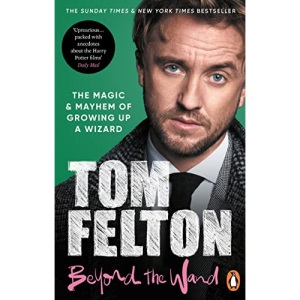 THE SUNDAY TIMES & NEW YORK TIMES BESTSELLER
'Uproarious...
packed with
anecdotes
about the Harry
Potter films'
Daily Mail
THE MAGIC
& MAYHEM OF
GROWING UP
A WIZARD
TOM
FELTON
Beyond the Wand